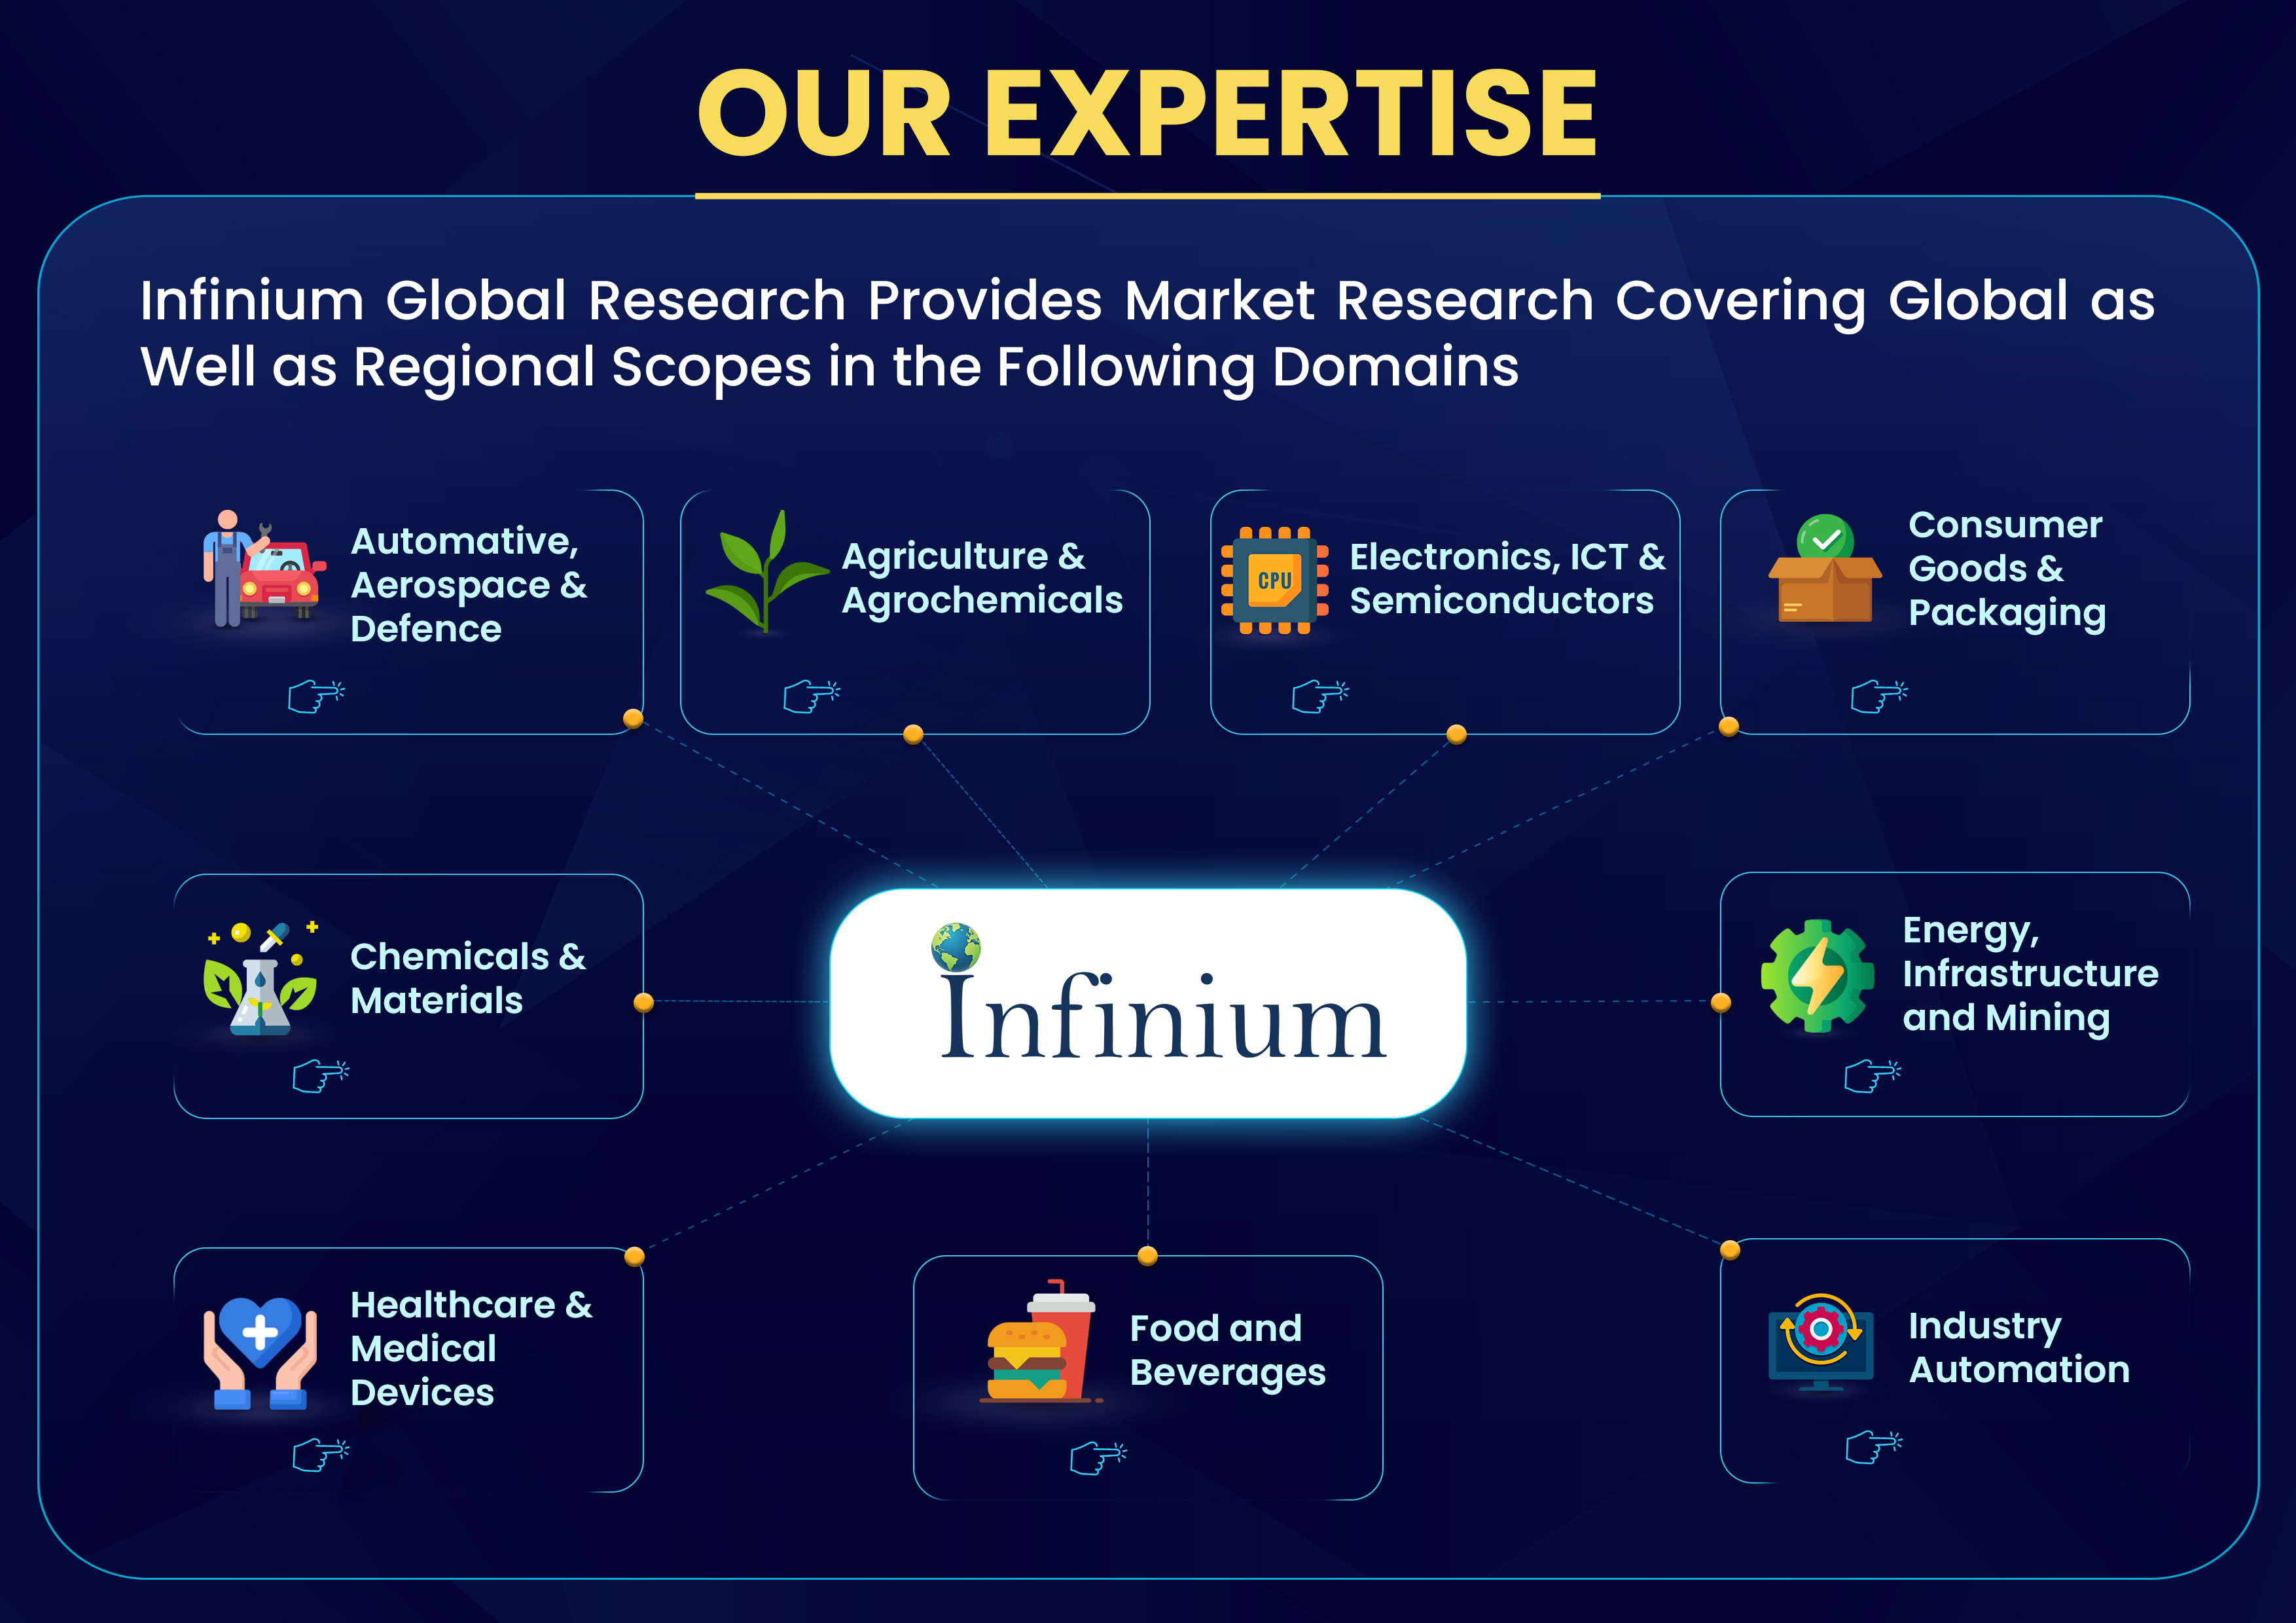 OUR EXPERTISE
Infinium Global Research Provides Market Research Covering Global as
Well as Regional Scopes in the Following Domains
Automative,
Aerospace &
Defence
Agriculture &
Agrochemicals
CPU
Electronics, ICT &
Semiconductors
Consumer
Goods &
Packaging
Chemicals &
Materials
Infinium
Energy,
Infrastructure
and Mining
Healthcare &
Medical
Devices
Food and
Beverages
Industry
Automation